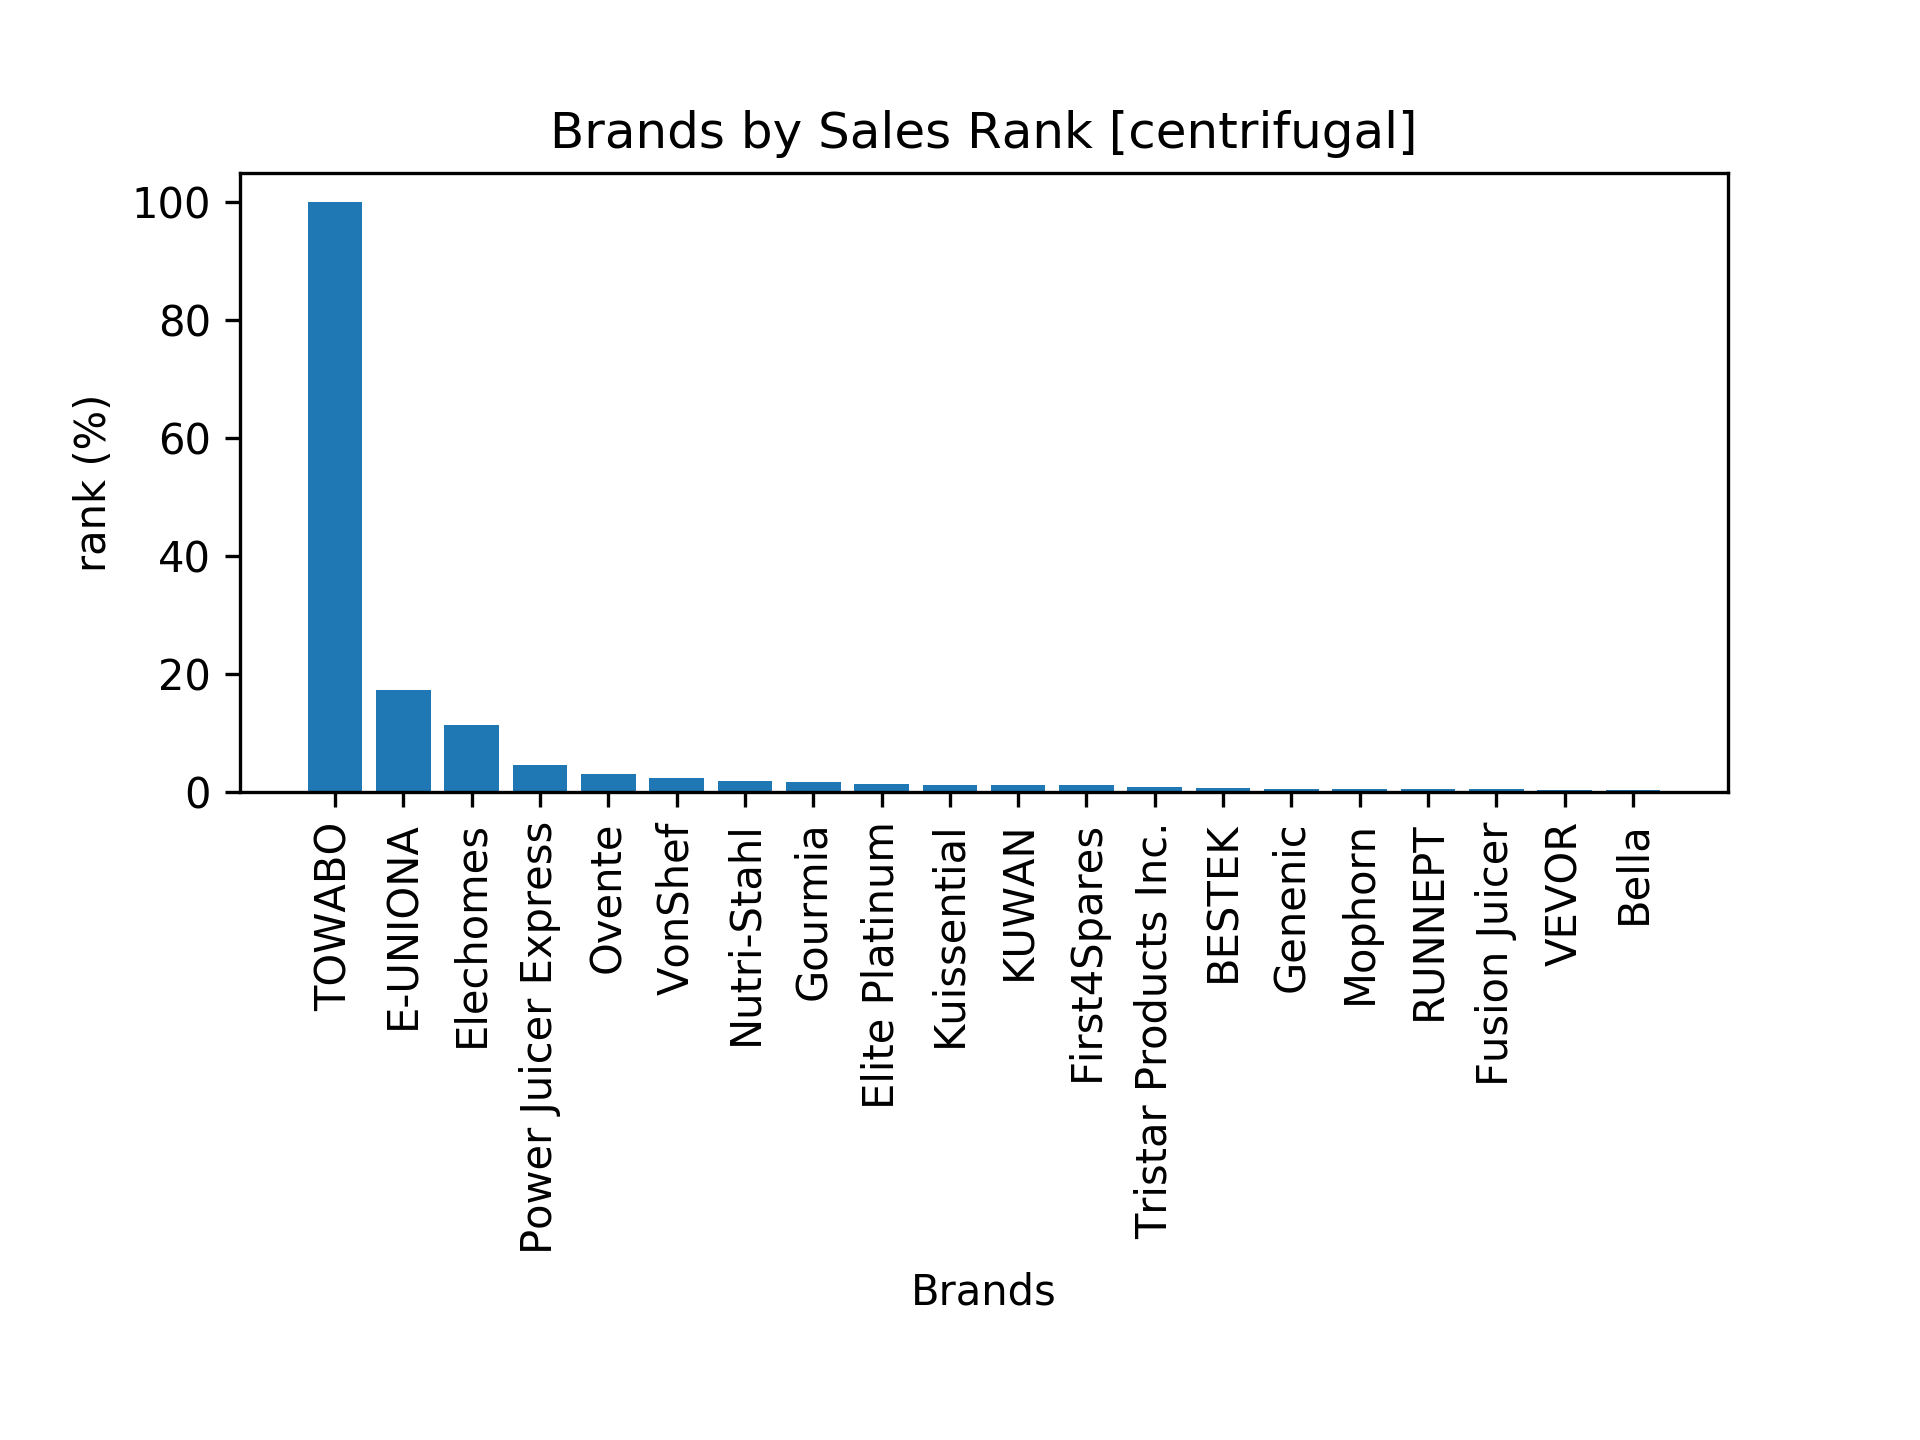 Brands by Sales Rank [centrifugal]
rank (%)
100
80
60
40
20
0
TOWABO
E-UNIONA
Elechomes
Power Juicer Express
Ovente
VonShef
Nutri-Stahl
Gourmia
Elite Platinum
Kuissential
KUWAN
First4Spares
Tristar Products Inc.
BESTEK
Genenic
Mophorn
RUNNEPT
Fusion Juicer
VEVOR
Bella
Brands